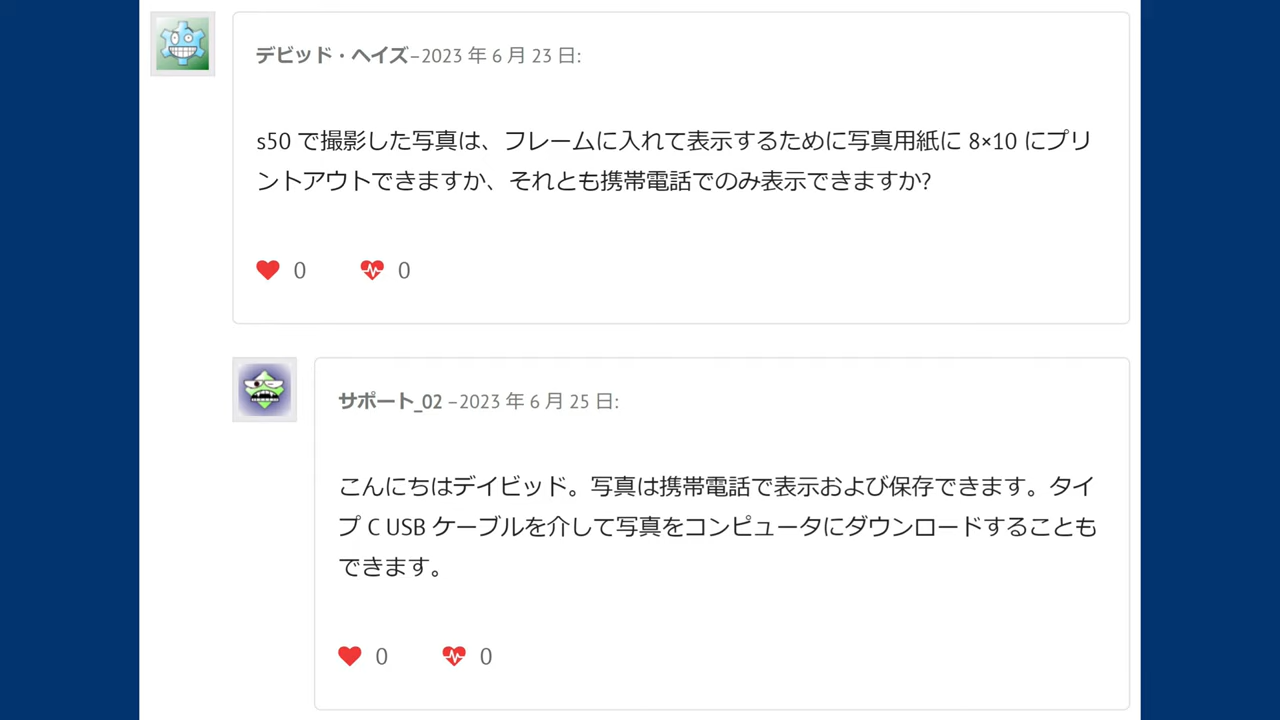 デビッド・ヘイズ–2023 年 6 月 23 日:
s50 で撮影した写真は、フレームに入れて表示するために写真用紙に 8×10 にプリ
ントアウトできますか、それとも携帯電話でのみ表示できますか?
0 0
サポート_02 –2023 年 6 月 25 日:
こんにちはデイビッド。写真は携帯電話で表示および保存できます。タイ
プ C USB ケーブルを介して写真をコンピュータにダウンロードすることも
できます。
0 0